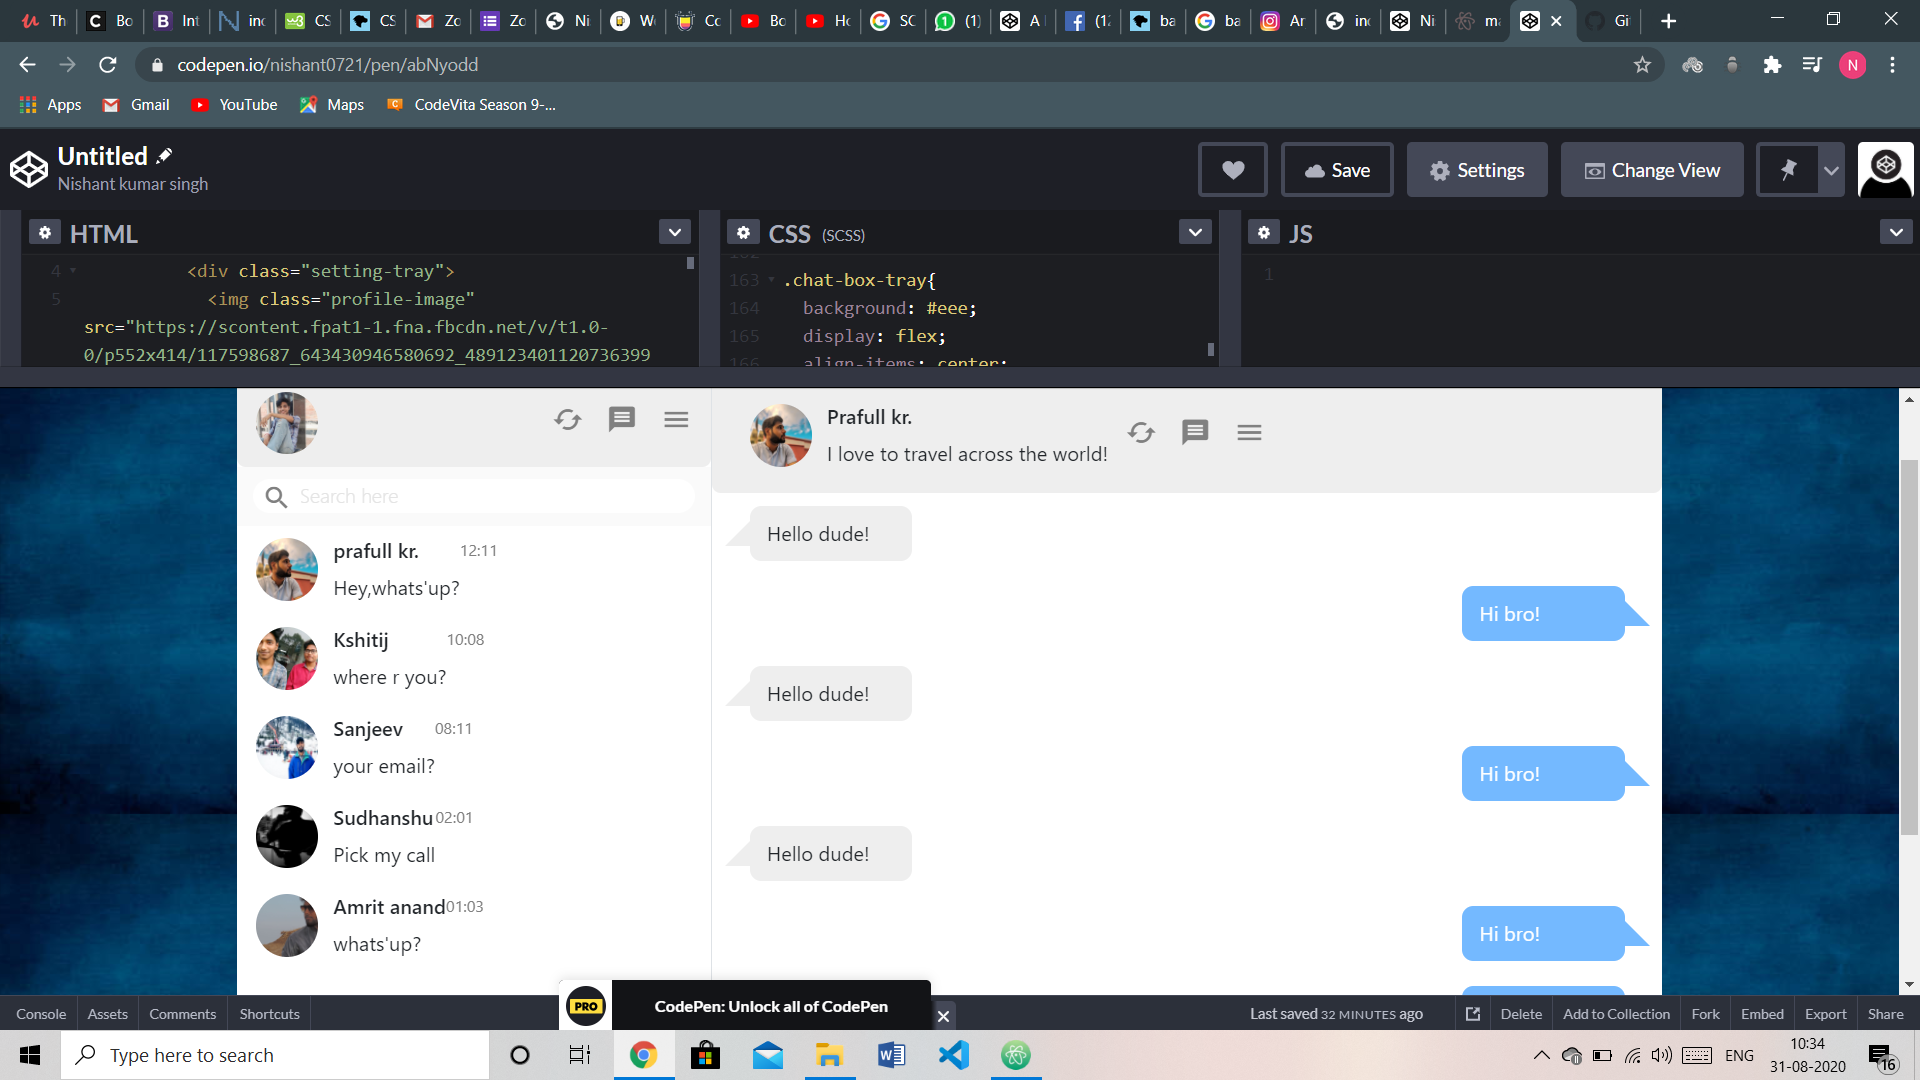 Th Bo Int inc CS CS Zo Zo Ni W Co Bo Ho SC (1) A (12 ba ba Ar inc Ni ma Gi
codepen.io/nishant0721/pen/abNyodd
N
Apps Gmail YouTube Maps CodeVita Season 9-...
Untitled
Nishant kumar singh
Save Settings Change View
HTML
4 <div class="setting-tray">
5 <img class="profile-image"
src="https://scontent.fpat1-1.fna.fbcdn.net/v/t1.0-
0/p552x414/117598687_643430946580692_489123401120736399
CSS (SCSS)
162
163 .chat-box-tray{
164 background: #eee;
165 display: flex;
166 align-items: center;
JS
1
Search here
prafull kr. 12:11
Hey,whats'up?
Kshitij 10:08
where r you?
Sanjeev 08:11
your email?
Sudhanshu 02:01
Pick my call
Amrit anand 01:03
whats'up?
Prafull kr.
I love to travel across the world!
Hello dude!
Hi bro!
Hello dude!
Hi bro!
Hello dude!
Hi bro!
Console Assets Comments Shortcuts
PRO CodePen: Unlock all of CodePen
Last saved 32 MINUTES ago
Delete Add to Collection Fork Embed Export Share
Type here to search
ENG
10:34
31-08-2020
16